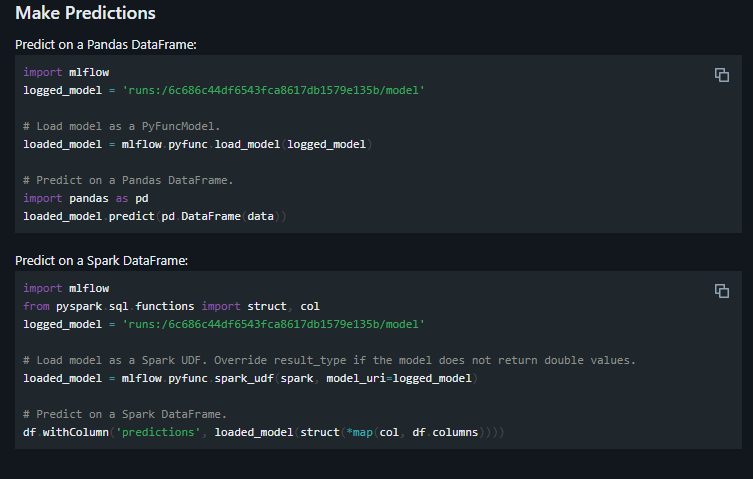 Make Predictions
Predict on a Pandas DataFrame:
import mlflow
logged_model = 'runs:/6c686c44df6543fca8617db1579e135b/model'
# Load model as a PyFuncModel.
loaded_model = mlflow.pyfunc.load_model(logged_model)
# Predict on a Pandas DataFrame.
import pandas as pd
loaded_model.predict(pd.DataFrame(data))
Predict on a Spark DataFrame:
import mlflow
from pyspark.sql.functions import struct, col
logged_model = 'runs:/6c686c44df6543fca8617db1579e135b/model'
# Load model as a Spark UDF. Override result_type if the model does not return double values.
loaded_model = mlflow.pyfunc.spark_udf(spark, model_uri=logged_model)
# Predict on a Spark DataFrame.
df.withColumn('predictions', loaded_model(struct(*map(col, df.columns))))